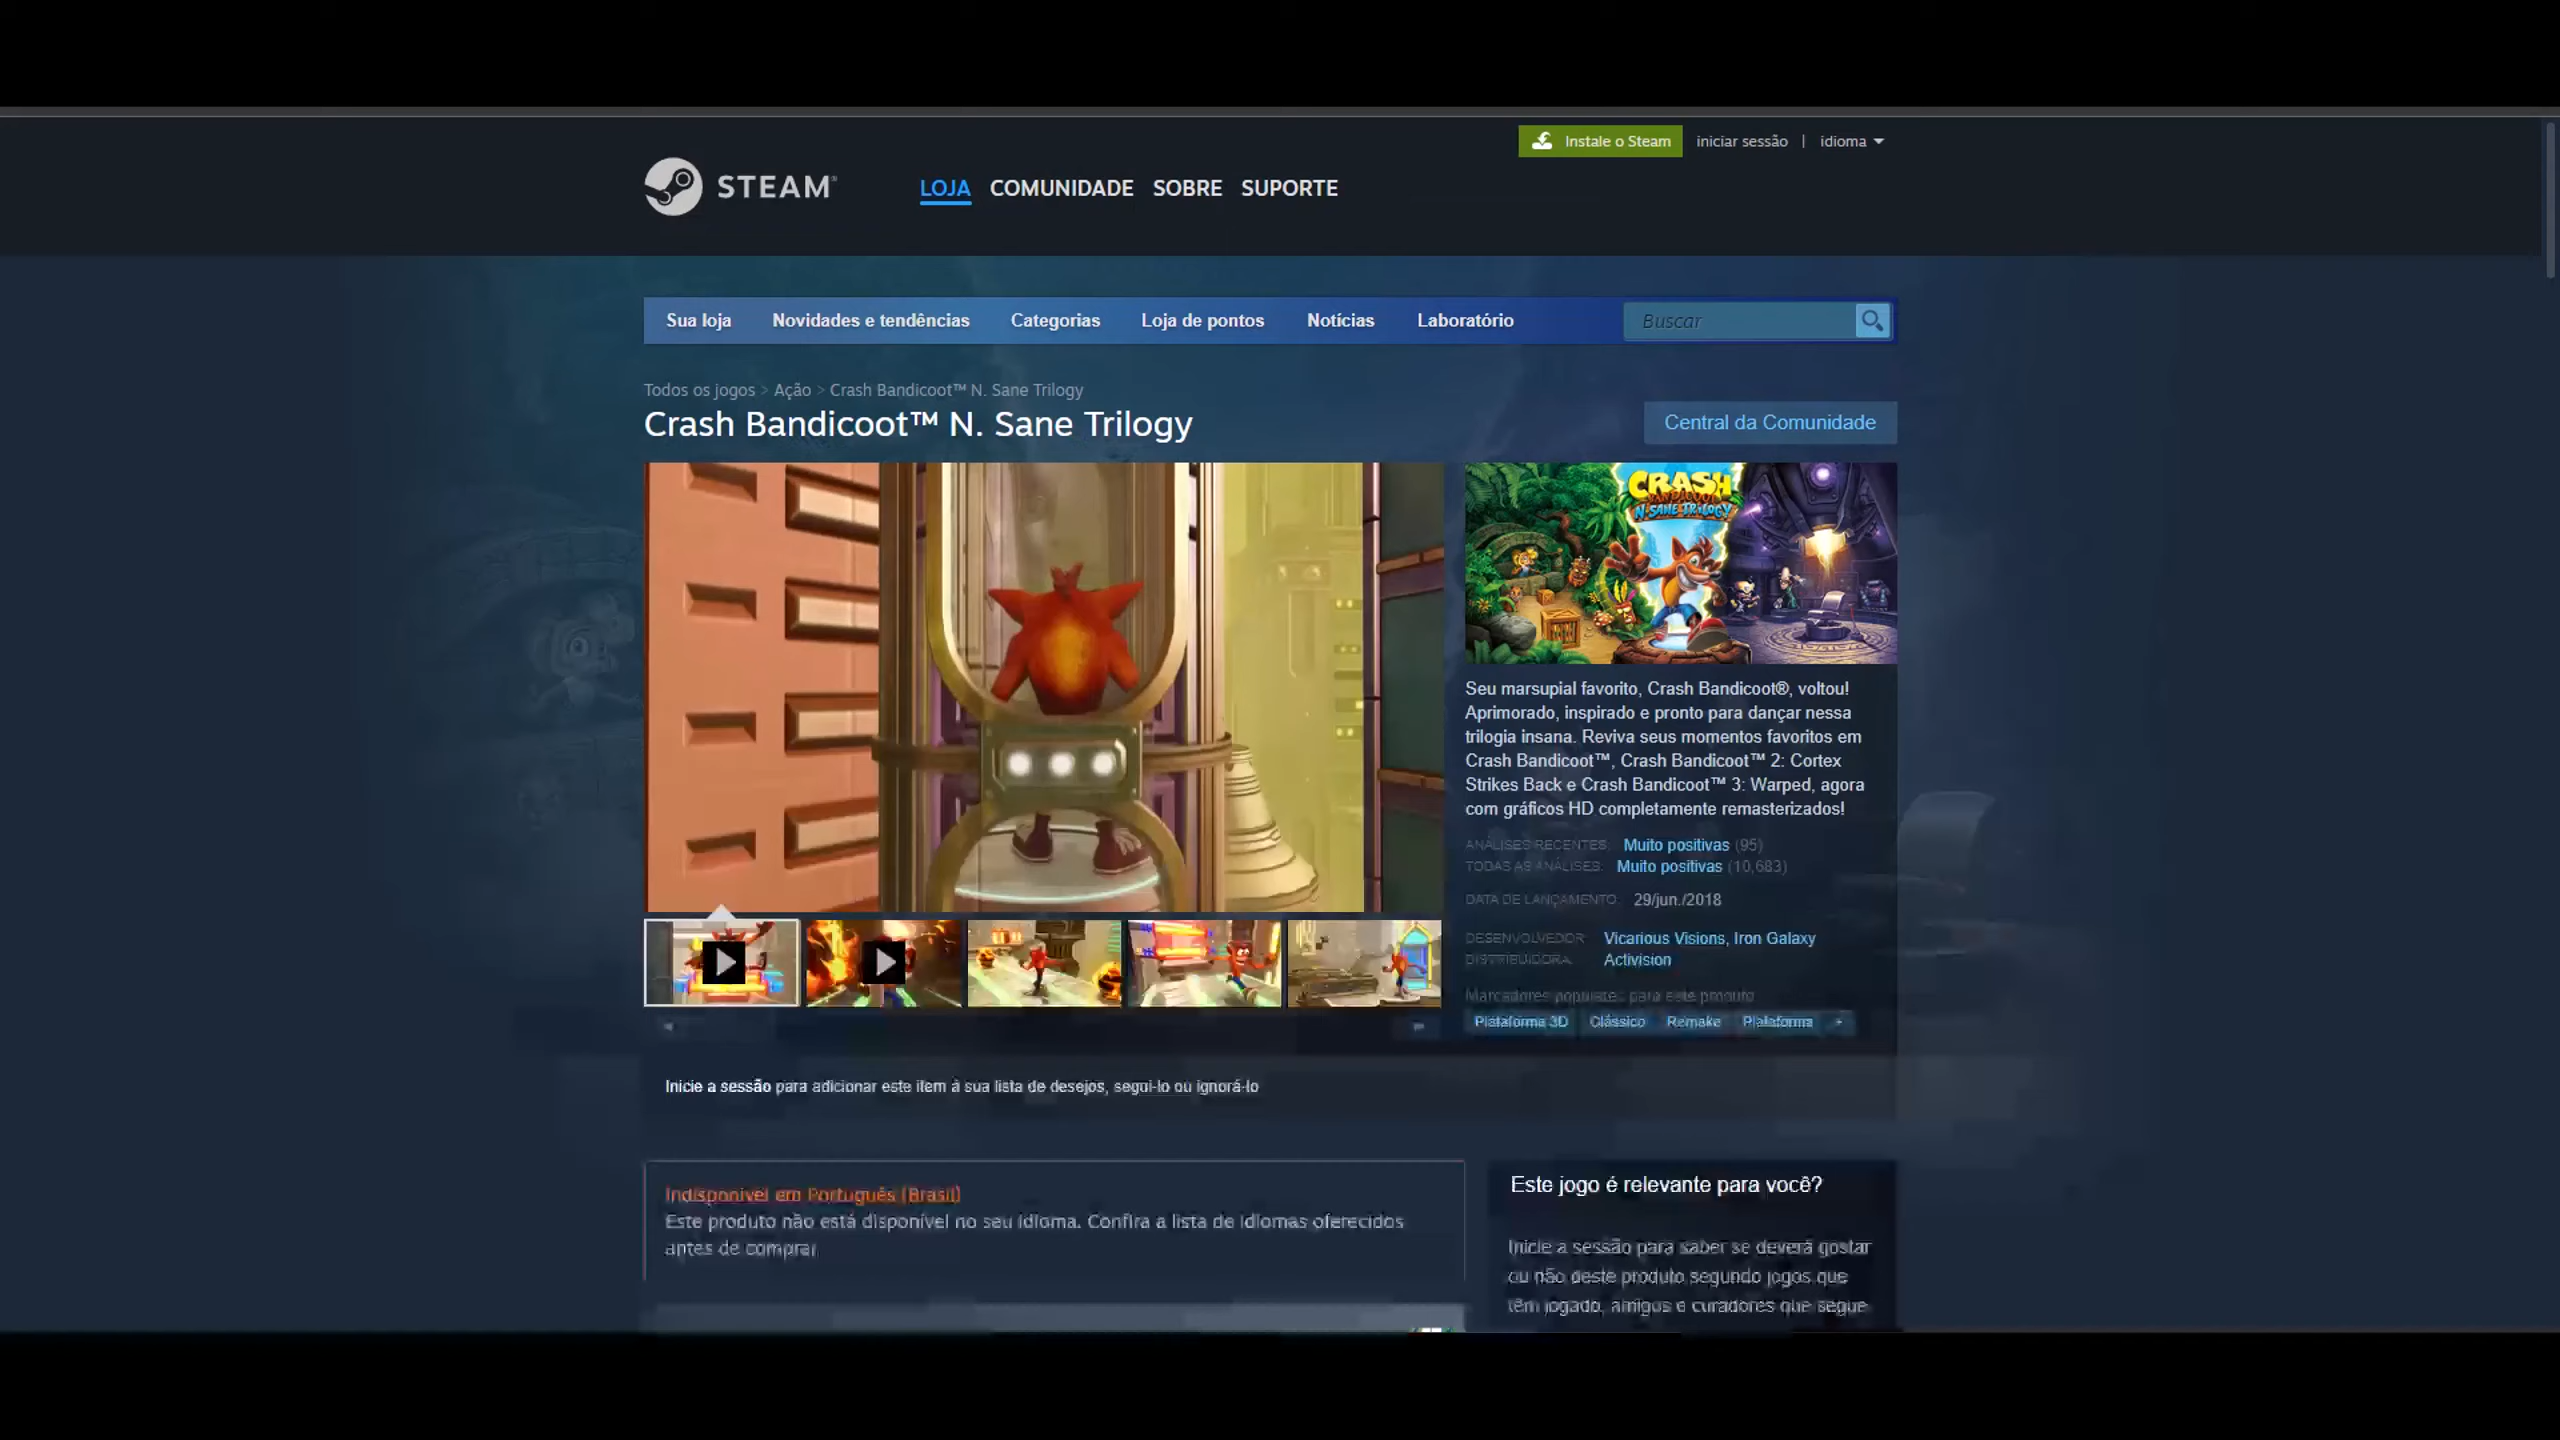 Instale o Steam
iniciar sessão | idioma
STEAM
LOJA COMUNIDADE SOBRE SUPORTE
Sua loja Novidades e tendências Categorias Loja de pontos Notícias Laboratório Buscar
Todos os jogos > Ação > Crash Bandicoot™ N. Sane Trilogy
Crash Bandicoot™ N. Sane Trilogy
Central da Comunidade
CRASH
BANDICOOT
N. SANE TRILOGY
Seu marsupial favorito, Crash Bandicoot®, voltou!
Aprimorado, inspirado e pronto para dançar nessa
trilogia insana. Reviva seus momentos favoritos em
Crash Bandicoot™, Crash Bandicoot™ 2: Cortex
Strikes Back e Crash Bandicoot™ 3: Warped, agora
com gráficos HD completamente remasterizados!
ANÁLISES RECENTES: Muito positivas (95)
TODAS AS ANÁLISES: Muito positivas (10,683)
DATA DE LANÇAMENTO: 29/jun./2018
DESENVOLVEDOR: Vicarious Visions, Iron Galaxy
DISTRIBUIDORA: Activision
Marcadores populares para este produto
Plataforma 3D Clássico Remake Plataforma +
Inicie a sessão para adicionar este item à sua lista de desejos, segui-lo ou ignorá-lo
Indisponível em Português (Brasil)
Este produto não está disponível no seu idioma. Confira a lista de idiomas oferecidos
antes de comprar
Este jogo é relevante para você?
Inicie a sessão para saber se deverá gostar
ou não deste produto segundo jogos que
têm jogado, amigos e curadores que segue